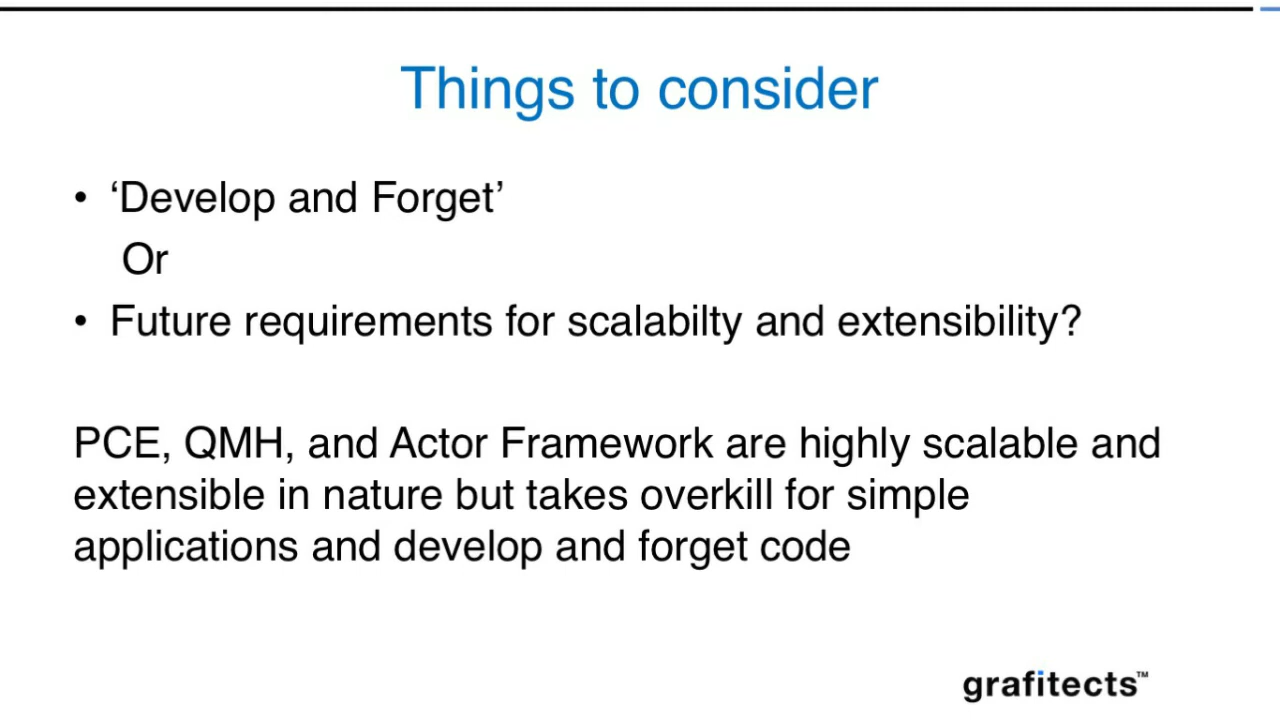 Things to consider
• ‘Develop and Forget’
Or
• Future requirements for scalabilty and extensibility?
PCE, QMH, and Actor Framework are highly scalable and
extensible in nature but takes overkill for simple
applications and develop and forget code
grafitects™